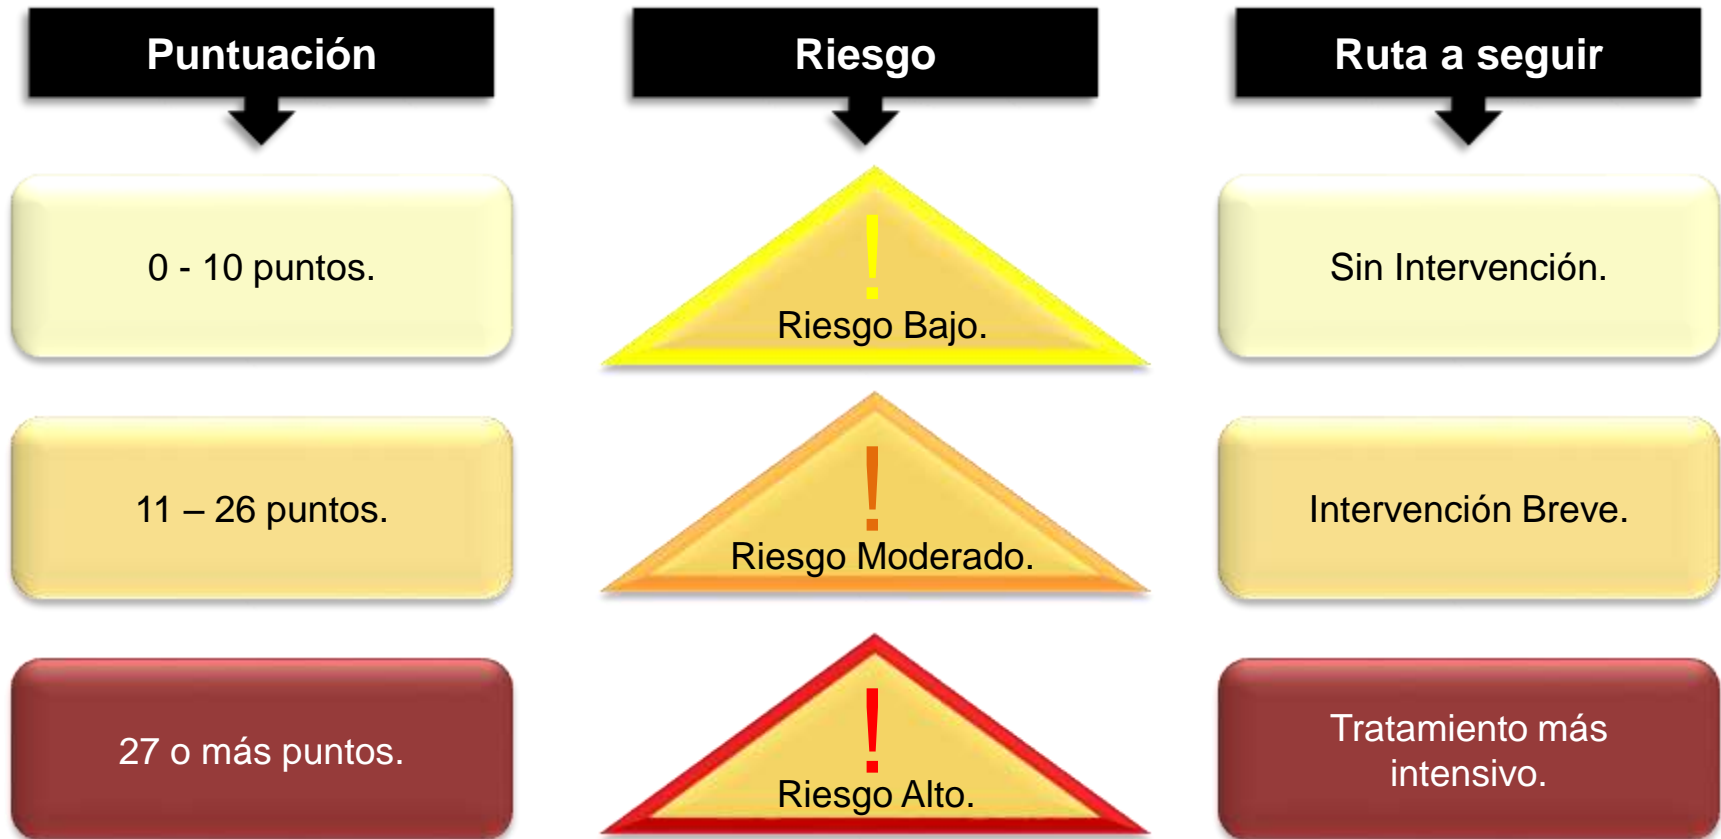 Puntuación
Riesgo
Ruta a seguir
0 - 10 puntos.
!
Riesgo Bajo.
Sin Intervención.
11 – 26 puntos.
!
Riesgo Moderado.
Intervención Breve.
27 o más puntos.
!
Riesgo Alto.
Tratamiento más
intensivo.